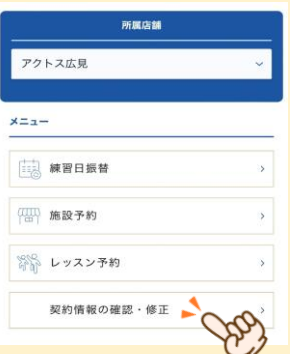 所属店舗
アクトス広見
メニュー
練習日振替
施設予約
レッスン予約
契約情報の確認・修正